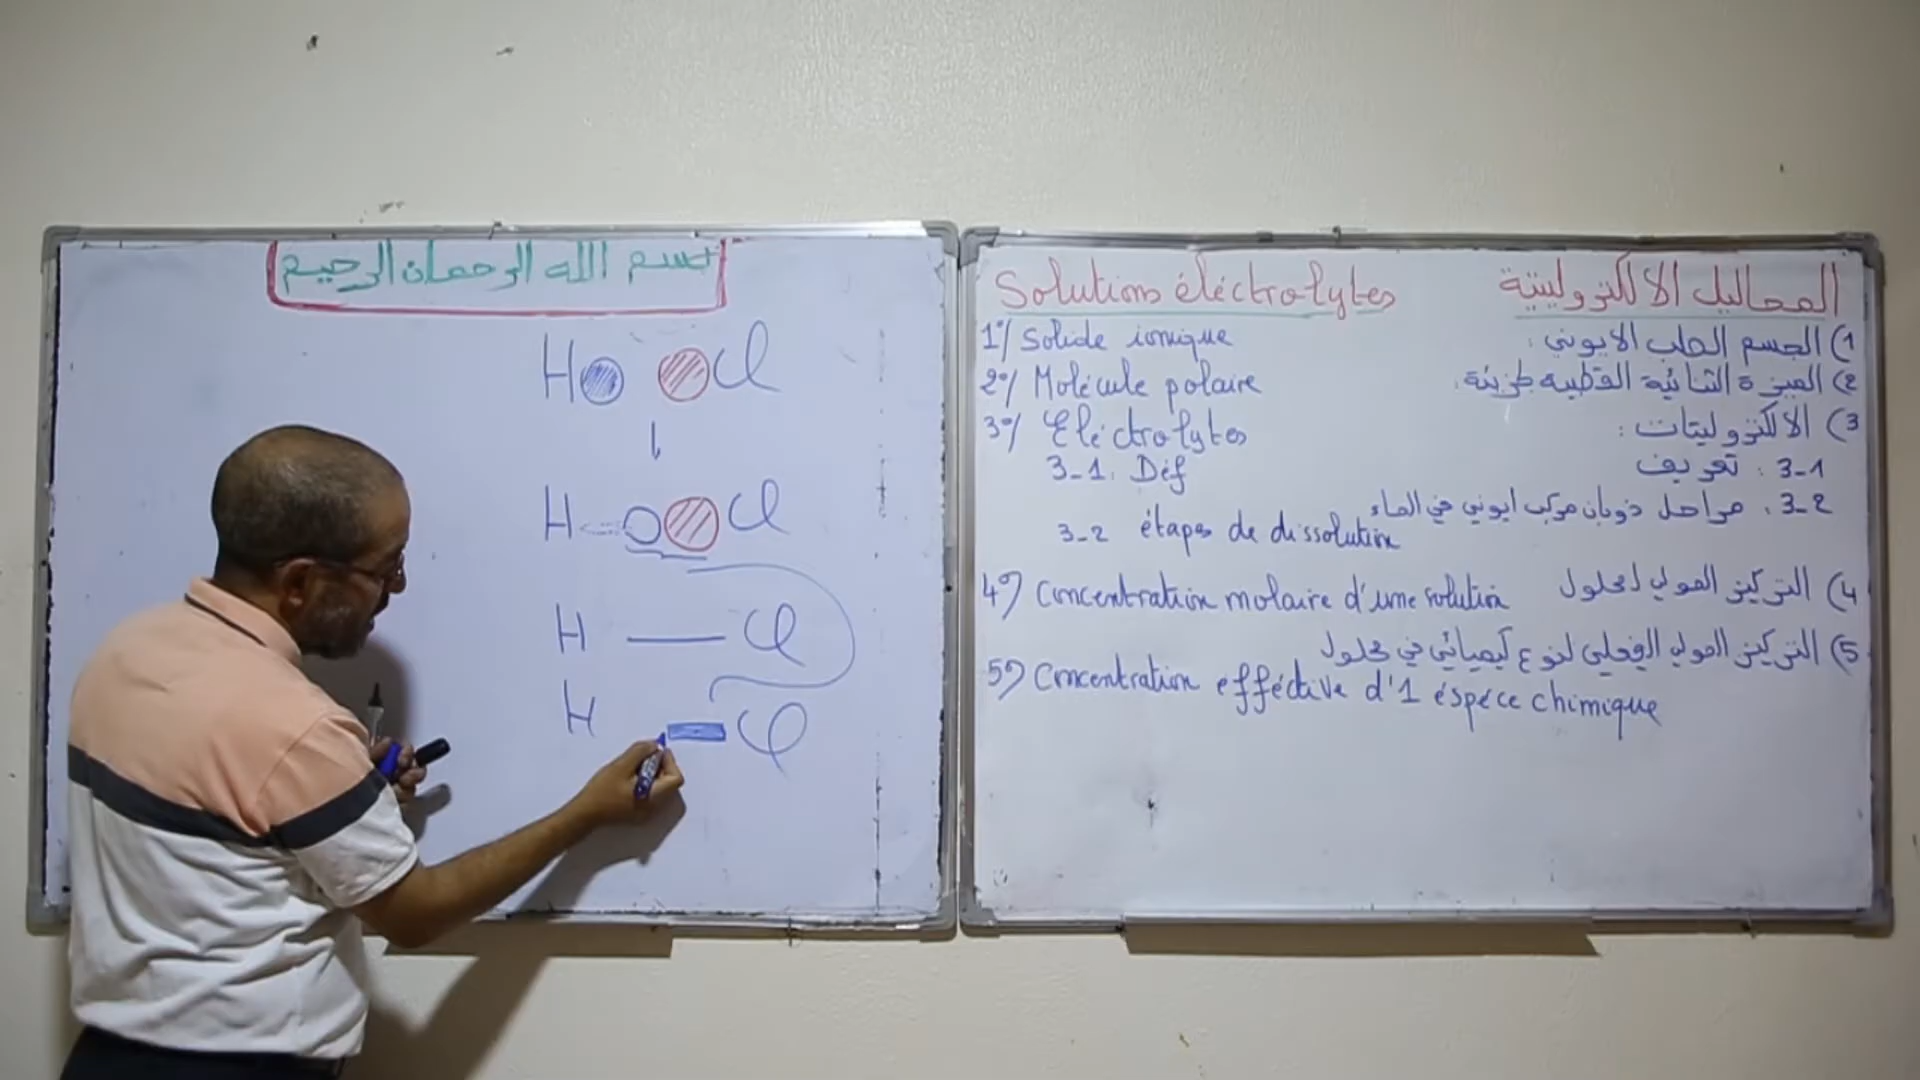 بسم الله الرحمان الرحيم
H Cl
H Cl
H — Cl
H Cl
Solutions éléctrolytes المحاليل الالكتروليتية
1°/ Solide ionique 1) الجسم الصلب الايوني :
2°/ Molécule polaire 2) الميزة الثنائية القطبية لجزيئة.
3°/ Eléctrolytes 3) الالكتروليتات :
3-1. Déf 3-1 : تعريف
3-2. مراحل ذوبان مركب ايوني في الماء
3-2 étapes de dissolution
4°) Concentration molaire d'une solution 4) التركيز المولي لمحلول
5) التركيز المولي الفعلي لنوع كيميائي في محلول
5°) Concentration efféctive d'1 éspéce chimique